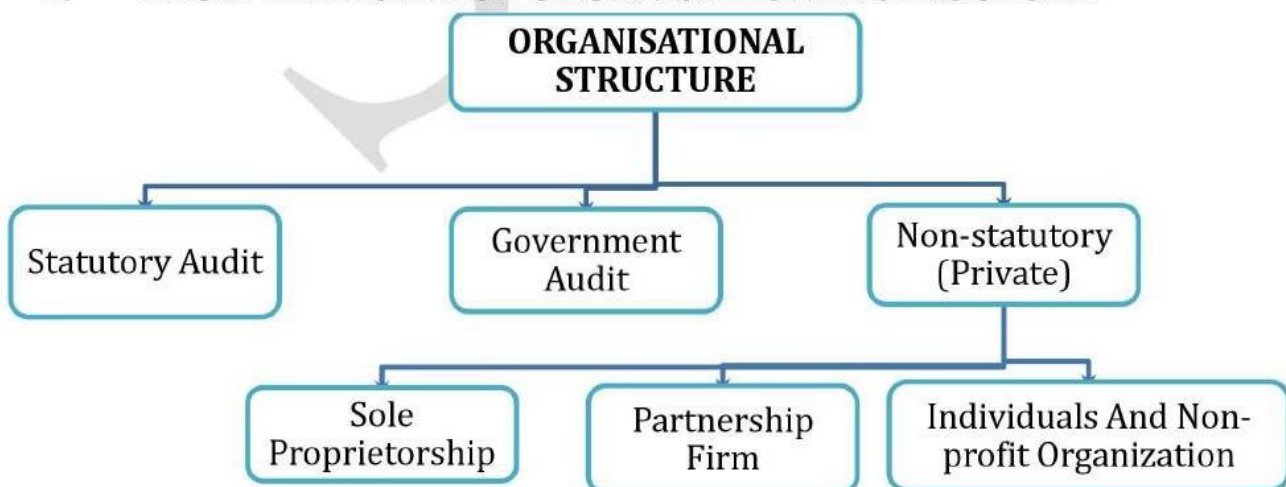 ORGANISATIONAL
STRUCTURE
Statutory Audit
Government
Audit
Non-statutory
(Private)
Sole
Proprietorship
Partnership
Firm
Individuals And Non-
profit Organization